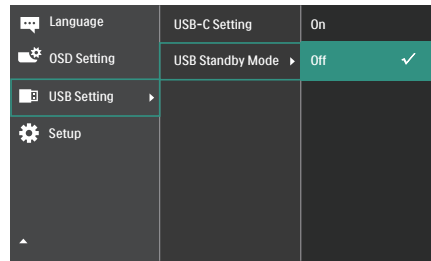 Language
OSD Setting
USB Setting
Setup
USB-C Setting
USB Standby Mode
On
Off